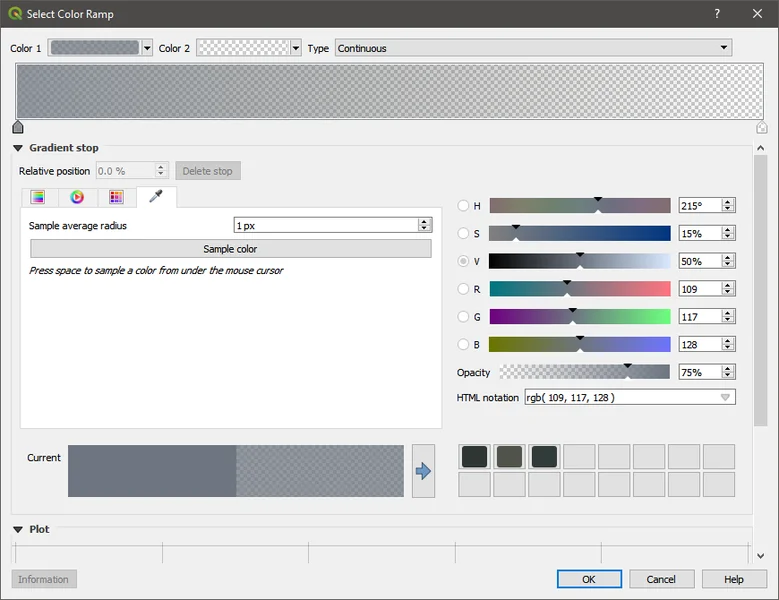 Select Color Ramp
Color 1 Color 2 Type Continuous
Gradient stop
Relative position 0.0 % Delete stop
Sample average radius 1 px
Sample color
Press space to sample a color from under the mouse cursor
H 215°
S 15%
V 50%
R 109
G 117
B 128
Opacity 75%
HTML notation rgb( 109, 117, 128 )
Current
Plot
Information OK Cancel Help